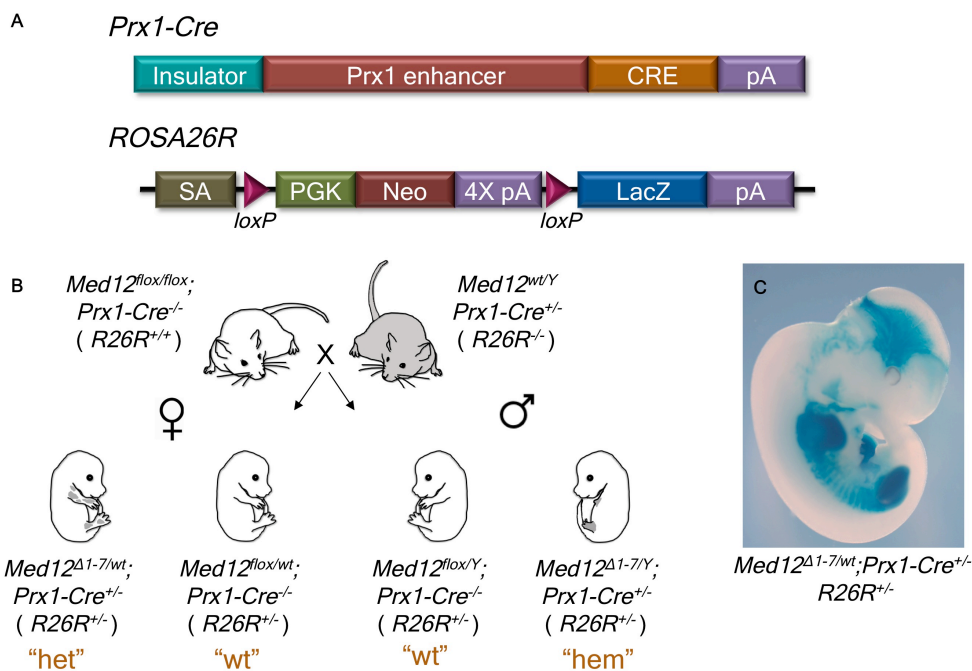 A
Prx1-Cre
Insulator Prx1 enhancer CRE pA
ROSA26R
SA PGK Neo 4X pA LacZ pA
loxP loxP
B
Med12flox/flox;
Prx1-Cre-/-
( R26R+/+ )
X
Med12wt/Y
Prx1-Cre+/-
( R26R-/- )
C
♀ ♂
Med12Δ1-7/wt;
Prx1-Cre+/-
( R26R+/- )
"het"
Med12flox/wt;
Prx1-Cre-/-
( R26R+/- )
"wt"
Med12flox/Y;
Prx1-Cre-/-
( R26R+/- )
"wt"
Med12Δ1-7/Y;
Prx1-Cre+/-
( R26R+/- )
"hem"
Med12Δ1-7/wt;Prx1-Cre+/-
R26R+/-